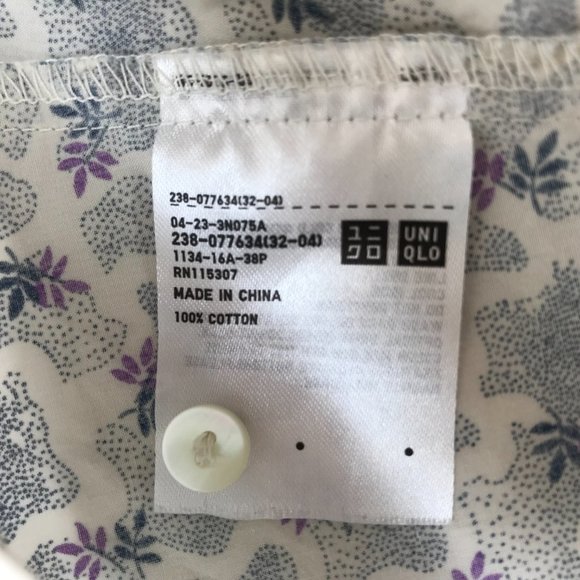 238-077634(32-04)
04-23-3N075A
238-077634(32-04)
1134-16A-38P
RN115307
MADE IN CHINA
100% COTTON
ユニ
クロ
UNI
QLO